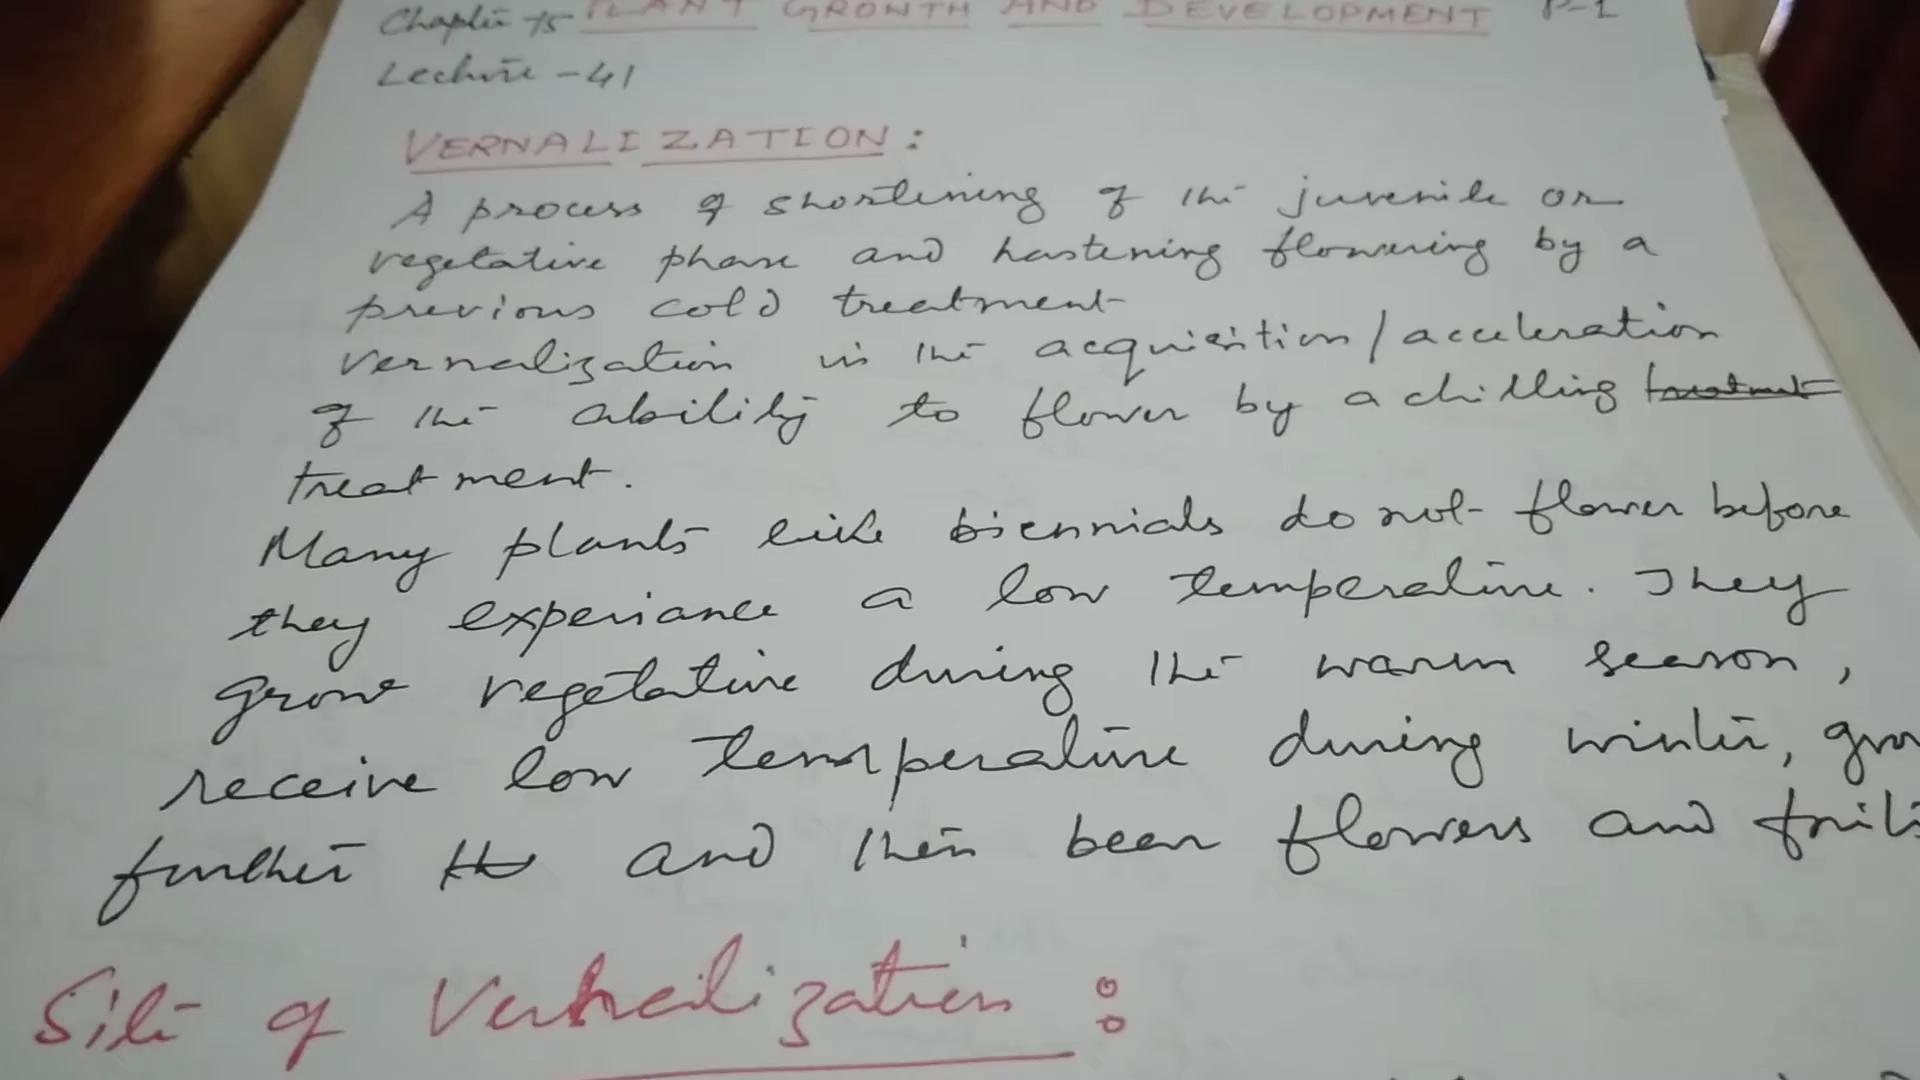 Chapter 15 PLANT GROWTH AND DEVELOPMENT P-1
Lecture - 41
VERNALIZATION :
A process of shortening of the juvenile or
vegetative phase and hastening flowering by a
previous cold treatment
vernalization is the acquisition / acceleration
of the ability to flower by a chilling treatment
treatment.
Many plants like biennials do not flower before
they experiance a low temperature. They
grow vegetative during the warm season,
receive low temperature during winter, grow
further and then bear flowers and fruits
Site of Vernalization :